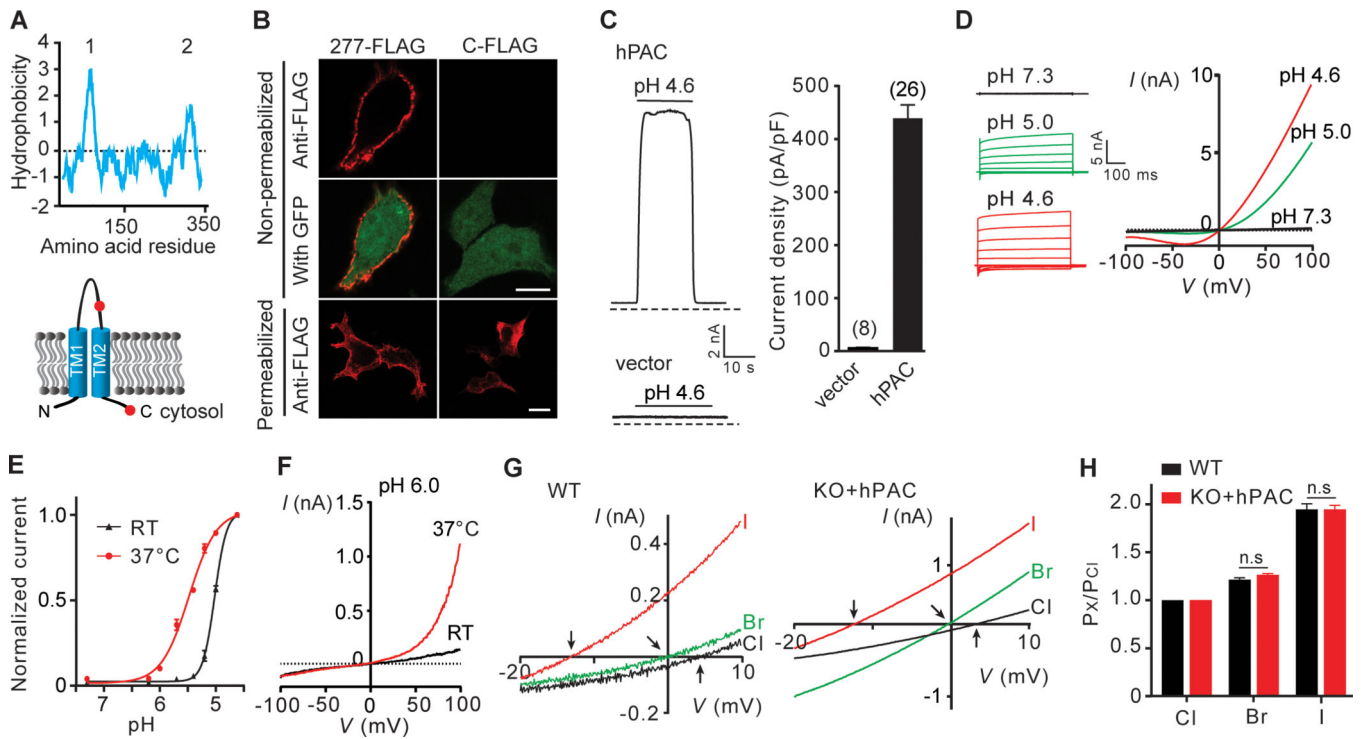 A
1 2
Hydrophobicity
4
3
2
1
0
-1
-2
150 350
Amino acid residue
TM1
TM2
N
C cytosol
B
277-FLAG C-FLAG
Non-permeabilized
Anti-FLAG
With GFP
Permeabilized
Anti-FLAG
C
hPAC
pH 4.6
2 nA
10 s
vector
pH 4.6
Current density (pA/pF)
500
450
400
300
200
100
0
(8)
(26)
vector
hPAC
D
pH 7.3
pH 5.0
5 nA
100 ms
pH 4.6
I (nA)
10
5
0
pH 4.6
pH 5.0
pH 7.3
-100 -50 0 50 100
V (mV)
E
Normalized current
1.0
0.5
0
RT
37°C
7 6 5
pH
F
I (nA)
1.5
pH 6.0
1.0
0.5
0
37°C
RT
-100 -50 0 50 100
V (mV)
G
WT
I (nA)
0.4
0.2
-0.2
I
Br
Cl
-20 10
V (mV)
KO+hPAC
I (nA)
1
-1
I
Br
Cl
-20 10
V (mV)
H
WT
KO+hPAC
Px/PCl
2.0
1.5
1.0
0.5
0
n.s
n.s
Cl Br I